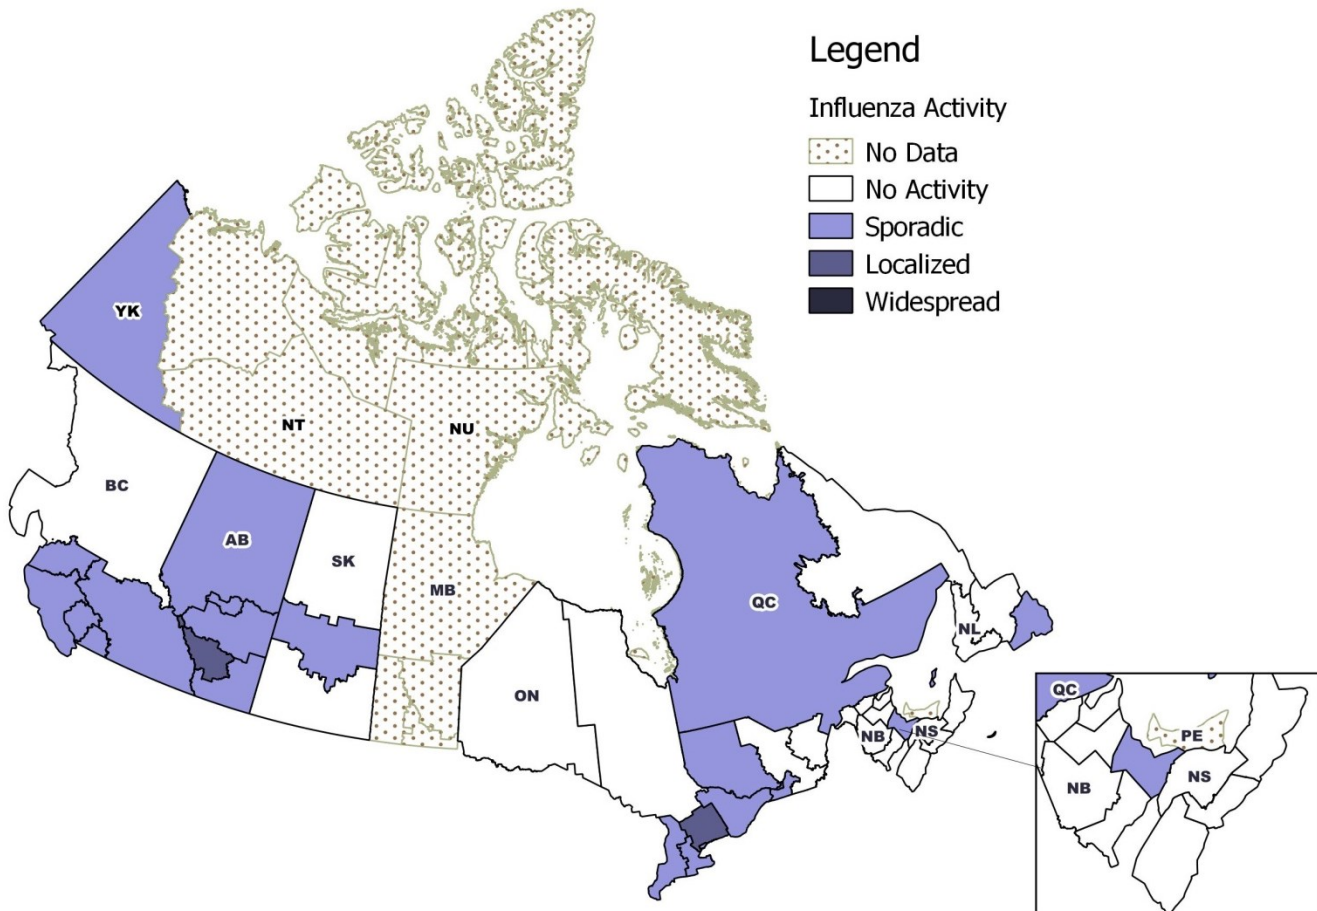 Legend
Influenza Activity
No Data
No Activity
Sporadic
Localized
Widespread
YK
NT
NU
BC
AB
SK
MB
QC
ON
NL
NB
NS
QC
PE
NB
NS